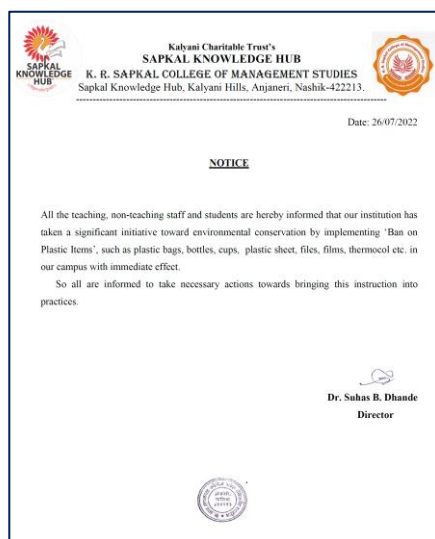 SAPKAL
KNOWLEDGE
HUB
Kalyani Charitable Trust's
SAPKAL KNOWLEDGE HUB
K. R. SAPKAL COLLEGE OF MANAGEMENT STUDIES
Sapkal Knowledge Hub, Kalyani Hills, Anjaneri, Nashik-422213.
Date: 26/07/2022
NOTICE
All the teaching, non-teaching staff and students are hereby informed that our institution has
taken a significant initiative toward environmental conservation by implementing 'Ban on
Plastic Items', such as plastic bags, bottles, cups, plastic sheet, files, films, thermocol etc. in
our campus with immediate effect.
So all are informed to take necessary actions towards bringing this instruction into
practices.
Dr. Suhas B. Dhande
Director